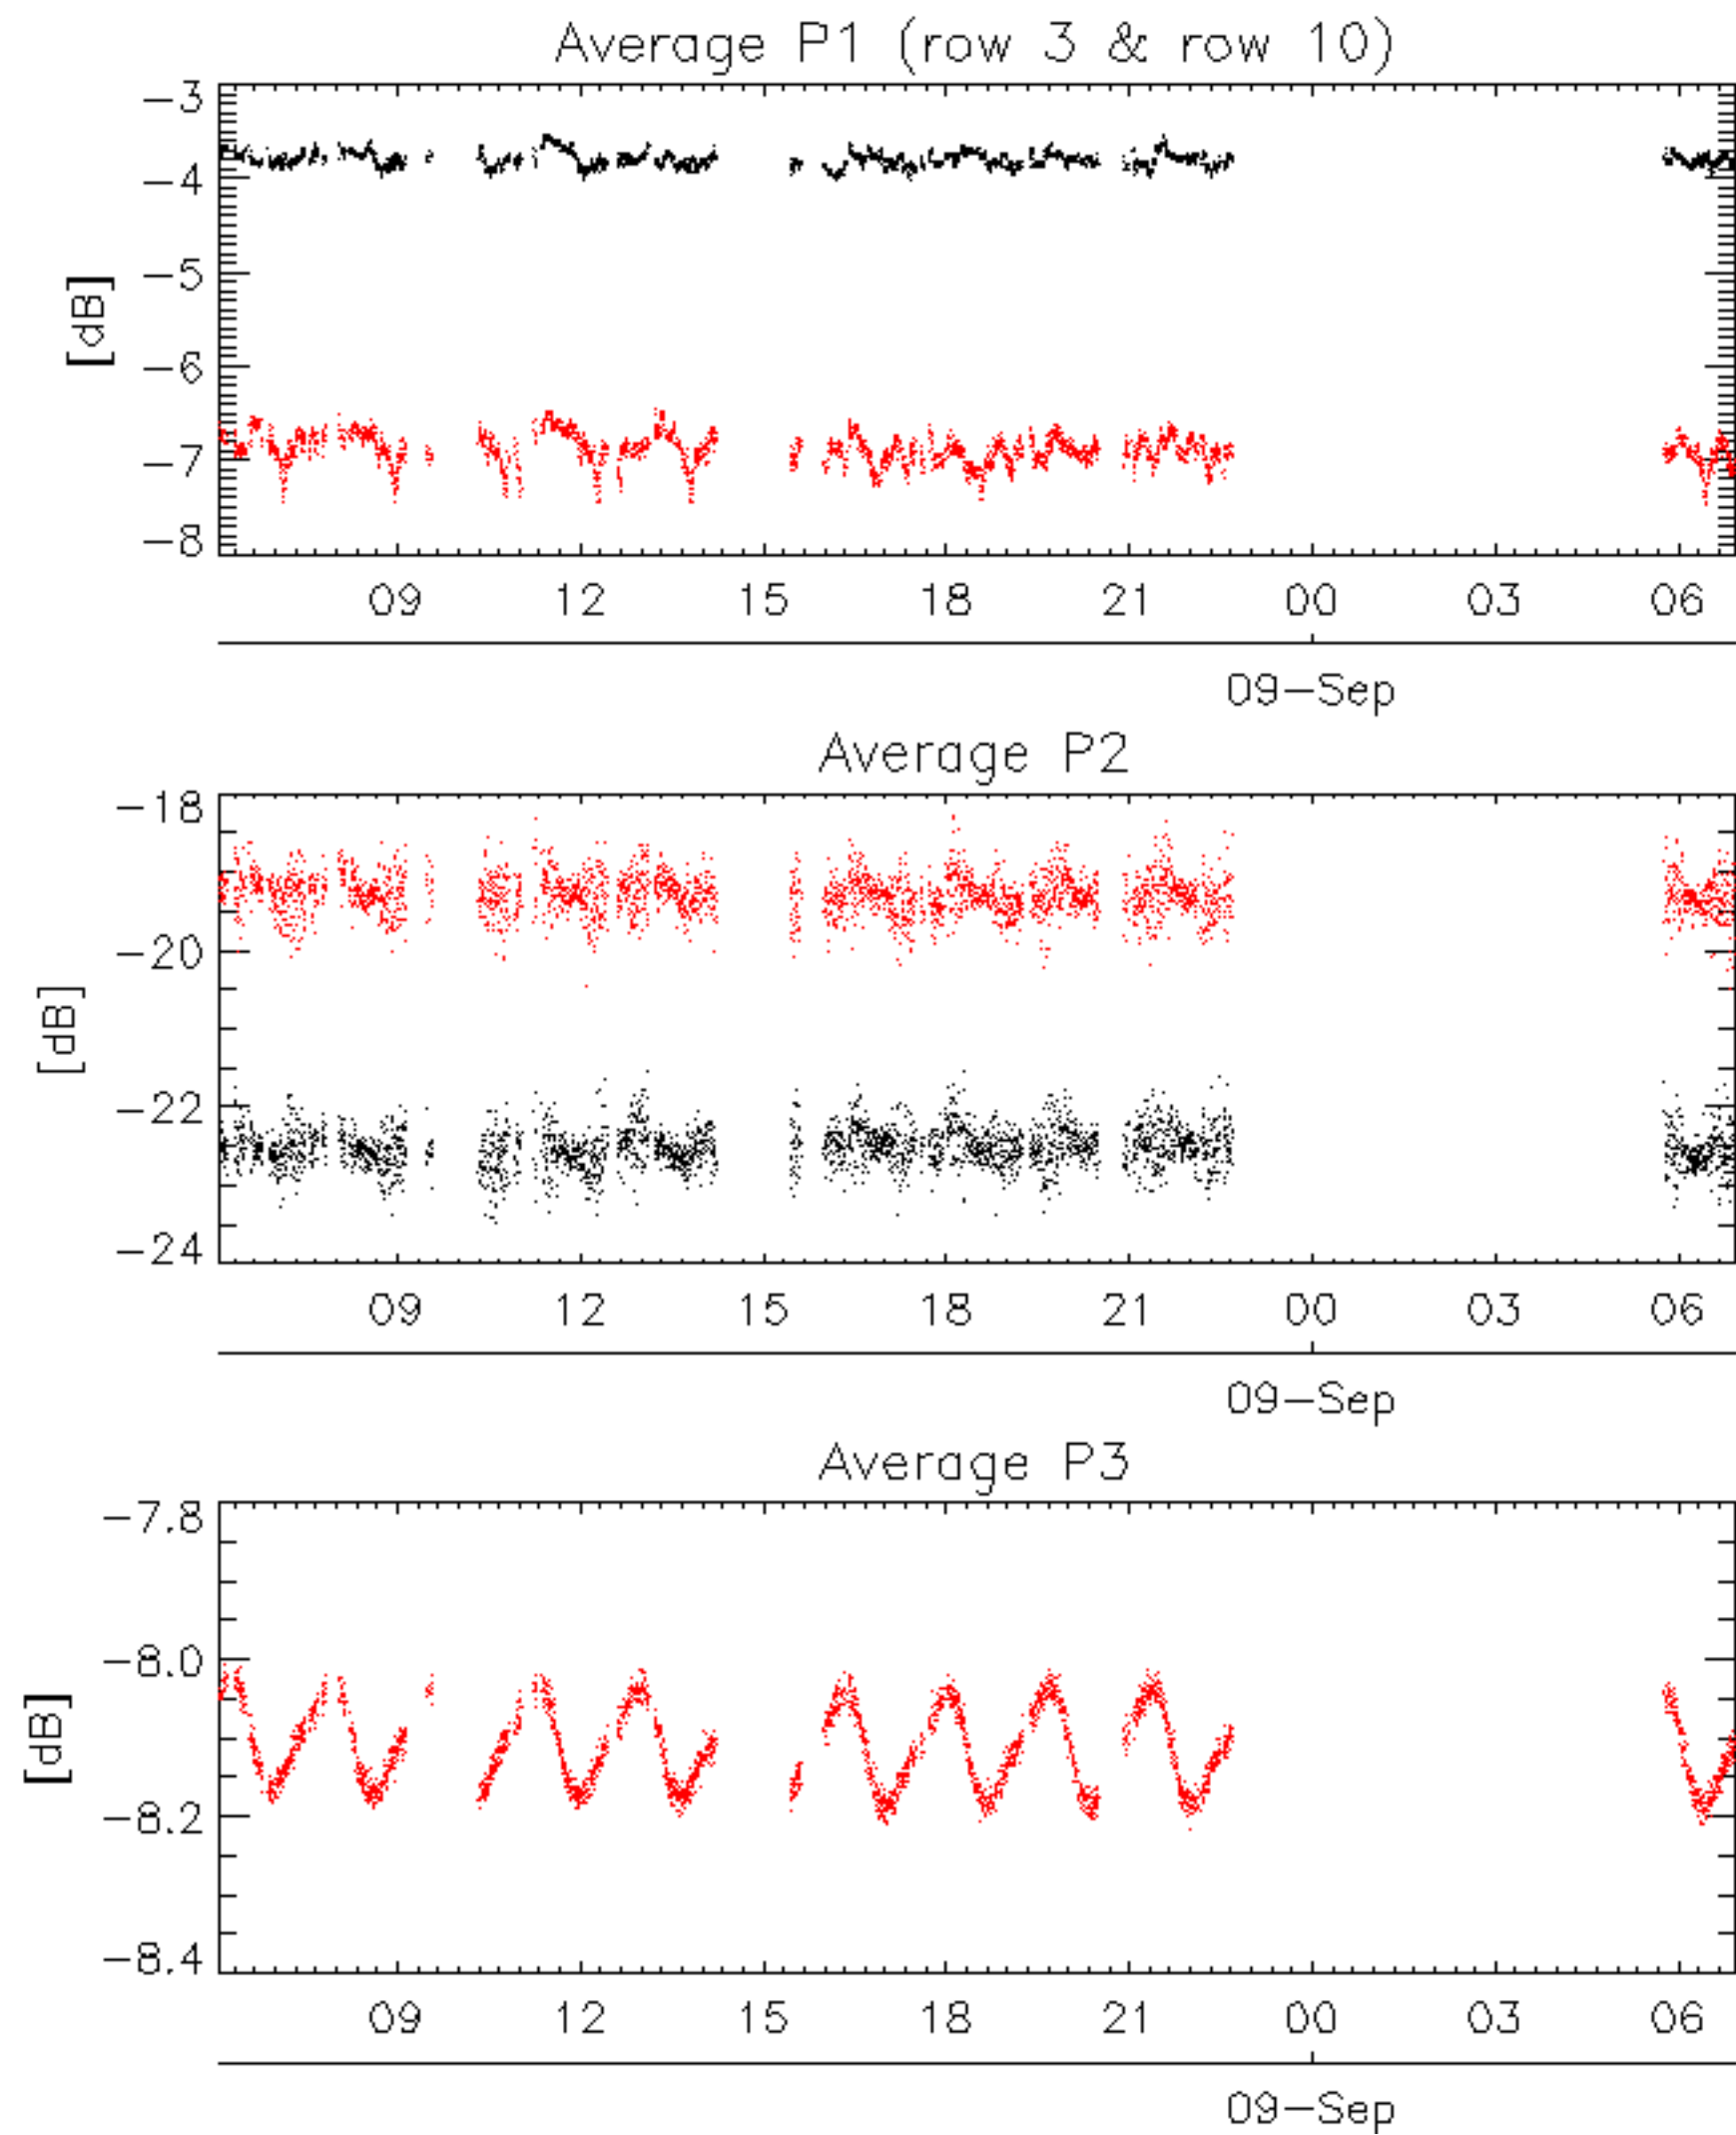 Average P1 (row 3 & row 10)
-3
-4
-5
-6
-7
-8
[dB]
09 12 15 18 21 00 03 06
09-Sep
Average P2
-18
-20
-22
-24
[dB]
09 12 15 18 21 00 03 06
09-Sep
Average P3
-7.8
-8.0
-8.2
-8.4
[dB]
09 12 15 18 21 00 03 06
09-Sep